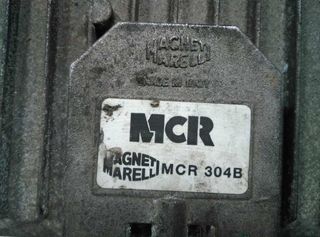 MAGNETI
MARELLI
MADE IN ITALY
MCR
MAGNETI
MARELLI
MCR 304B